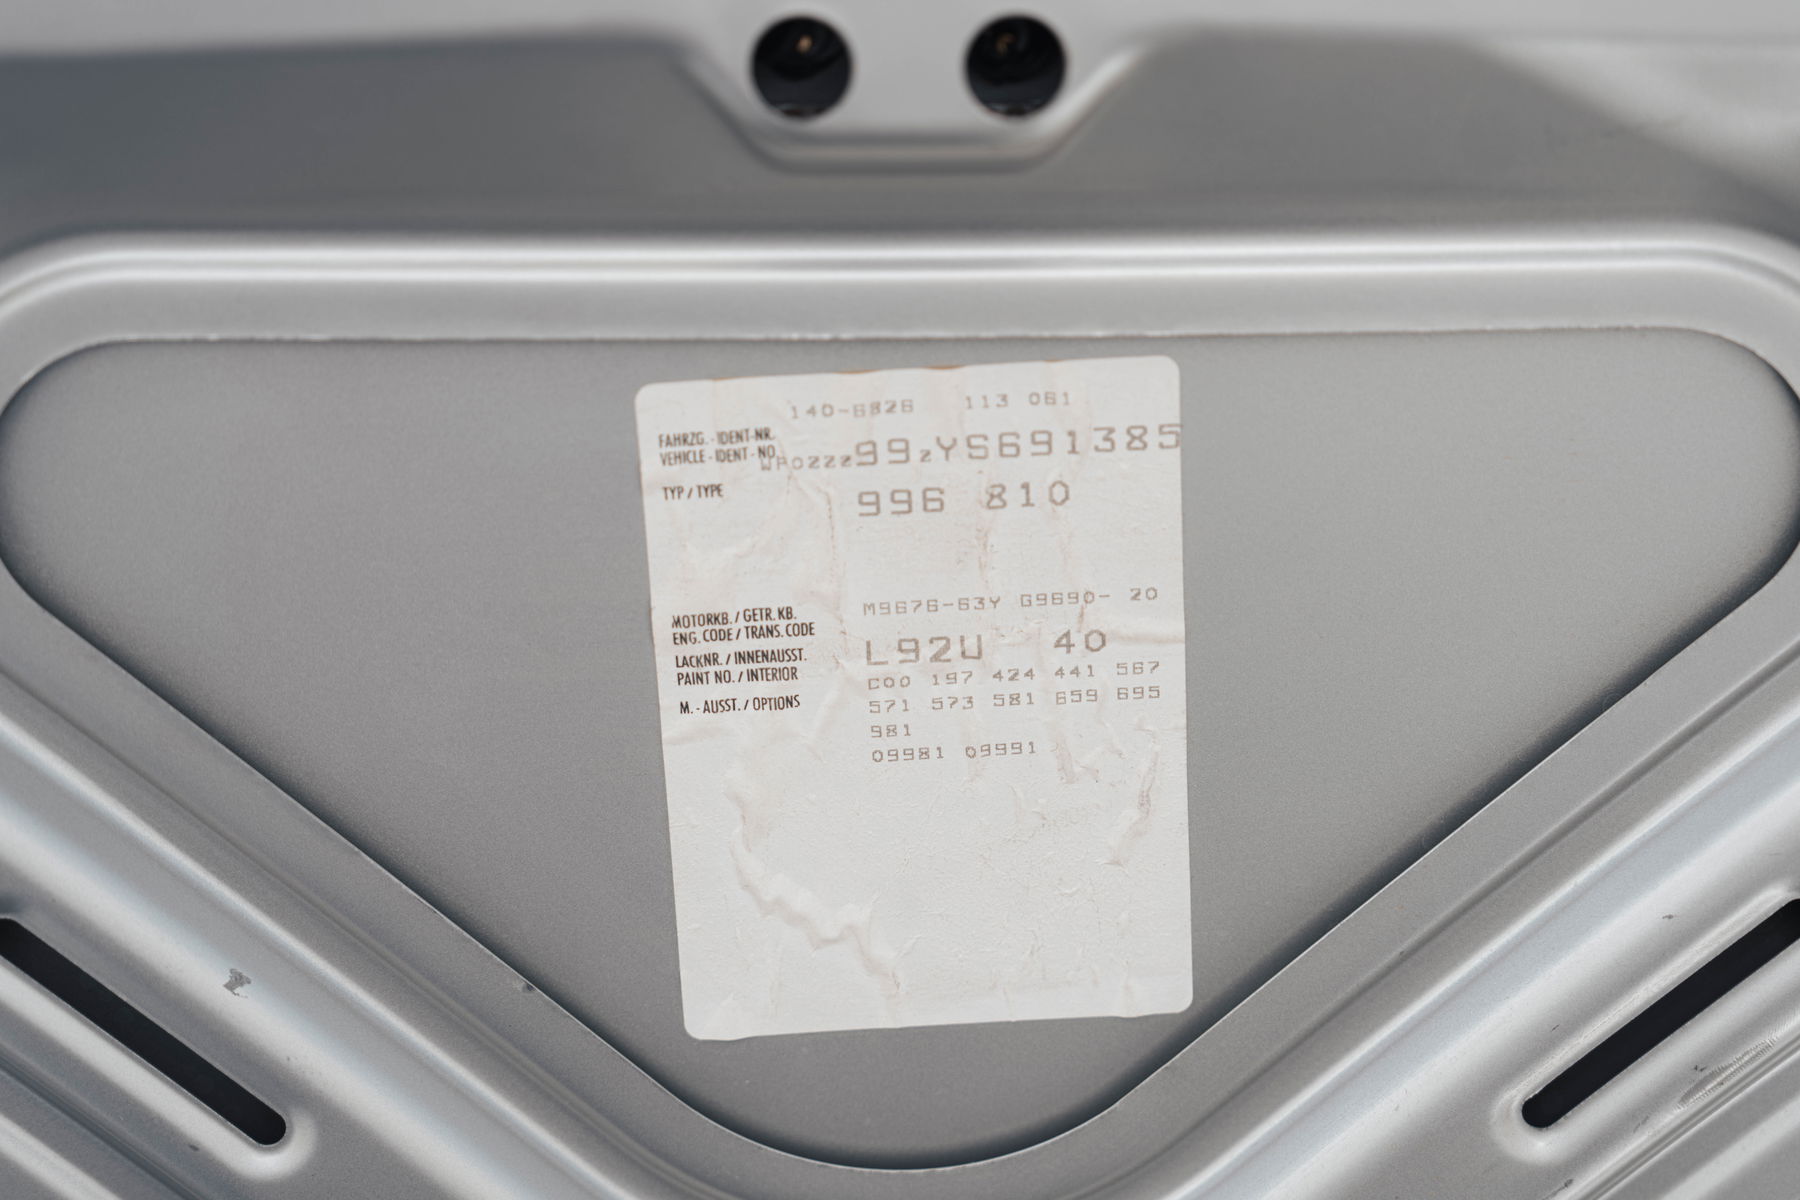 140-6826 113 061
FAHRZG.-IDENT-NR.
VEHICLE-IDENT-NO. WP0ZZZ99ZYS691385
TYP / TYPE 996 810
MOTORKB. / GETR. KB. M9676-63Y G9690- 20
ENG. CODE / TRANS. CODE
LACKNR. / INNENAUSST. L92U 40
PAINT NO. / INTERIOR
C00 197 424 441 567
M.-AUSST. / OPTIONS 571 573 581 659 695
981
09981 09991